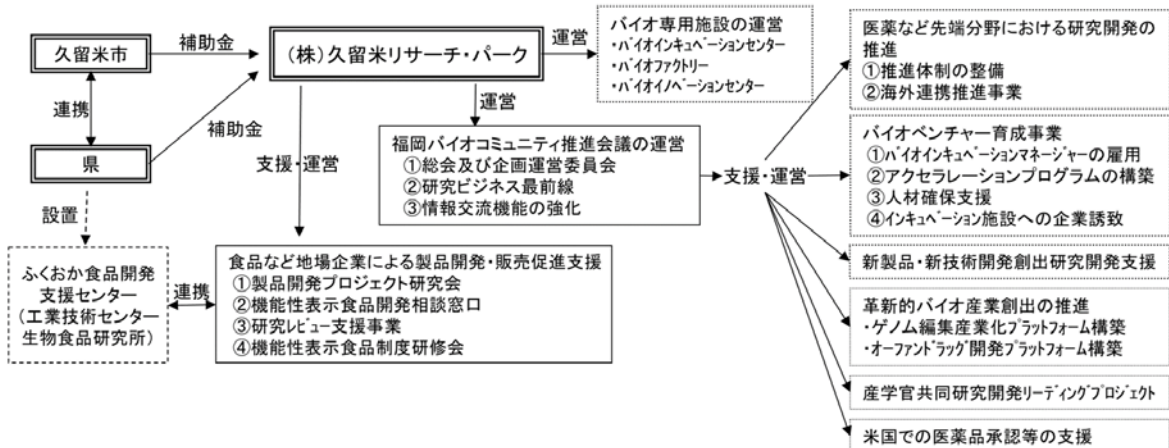 久留米市
補助金
(株)久留米リサーチ・パーク
運営
バイオ専用施設の運営
・バイオインキュベーションセンター
・バイオファクトリー
・バイオイノベーションセンター
連携
補助金
県
運営
支援・運営
福岡バイオコミュニティ推進会議の運営
①総会及び企画運営委員会
②研究ビジネス最前線
③情報交流機能の強化
支援・運営
設置
ふくおか食品開発
支援センター
(工業技術センター
生物食品研究所)
連携
食品など地場企業による製品開発・販売促進支援
①製品開発プロジェクト研究会
②機能性表示食品開発相談窓口
③研究レビュー支援事業
④機能性表示食品制度研修会
医薬など先端分野における研究開発の
推進
①推進体制の整備
②海外連携推進事業
バイオベンチャー育成事業
①バイオインキュベーションマネージャーの雇用
②アクセラレーションプログラムの構築
③人材確保支援
④インキュベーション施設への企業誘致
新製品・新技術開発創出研究開発支援
革新的バイオ産業創出の推進
・ゲノム編集産業化プラットフォーム構築
・オーファンドラッグ開発プラットフォーム構築
産学官共同研究開発リーディングプロジェクト
米国での医薬品承認等の支援